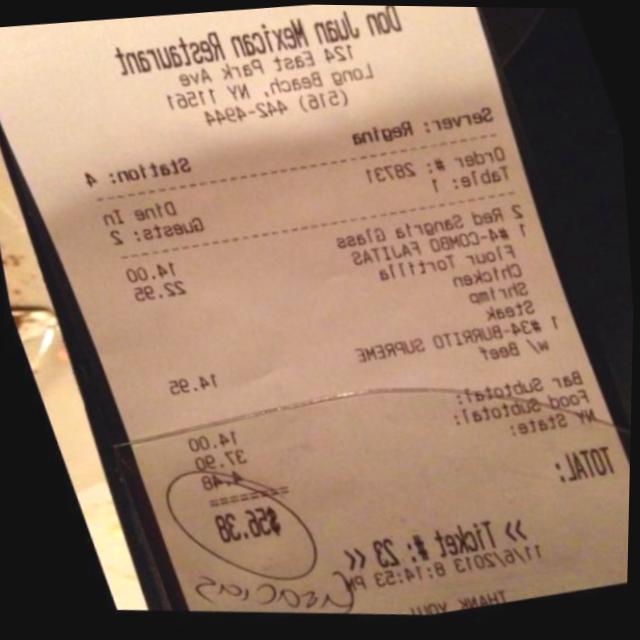 Don Juan Mexican Restaurant
124 East Park Ave
Long Beach, NY 11561
(516) 442-4944
Server: Regina Station: 4
Order #: 28731 Dine In
Table: 1 Guests: 2
2 Red Sangria Glass 14.00
1 #4-COMBO FAJITAS 22.95
Flour Tortilla
Chicken
Shrimp
Steak
1 #34-BURRITO SUPREME 14.95
w/ Beef
Bar Subtotal: 14.00
Food Subtotal: 37.90
NY State: 4.48
TOTAL: $56.38
>> Ticket #: 23 <<
11/6/2013 8:14:53 PM
THANK YOU!